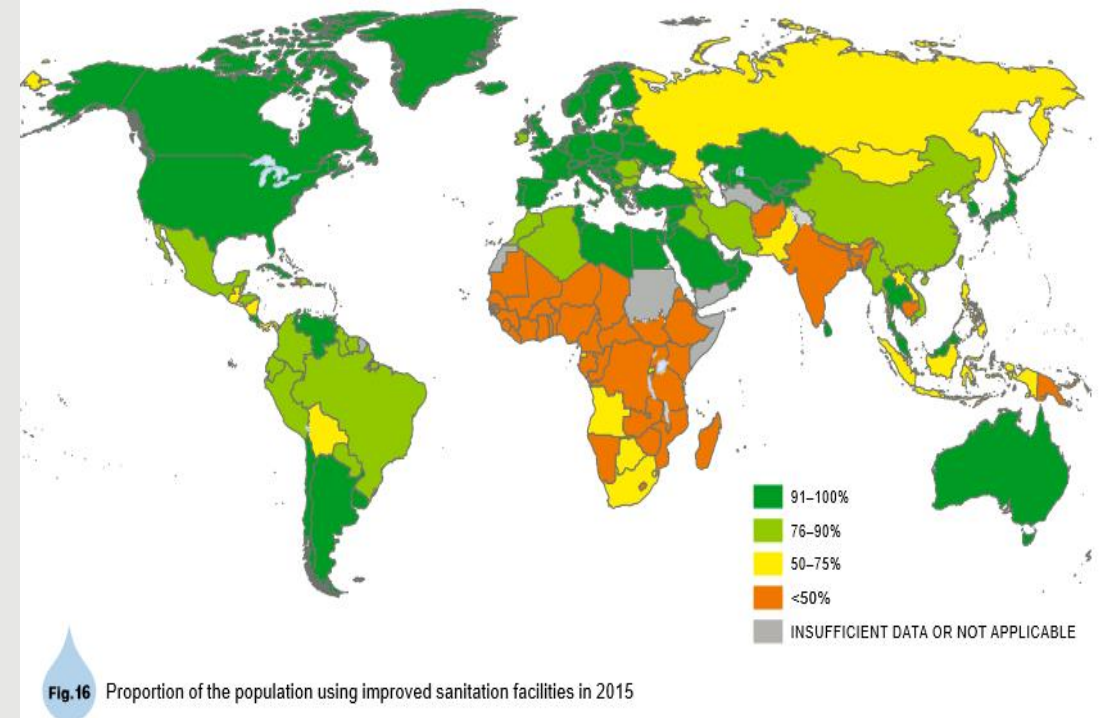 91–100%
76–90%
50–75%
<50%
INSUFFICIENT DATA OR NOT APPLICABLE
Fig.16 Proportion of the population using improved sanitation facilities in 2015